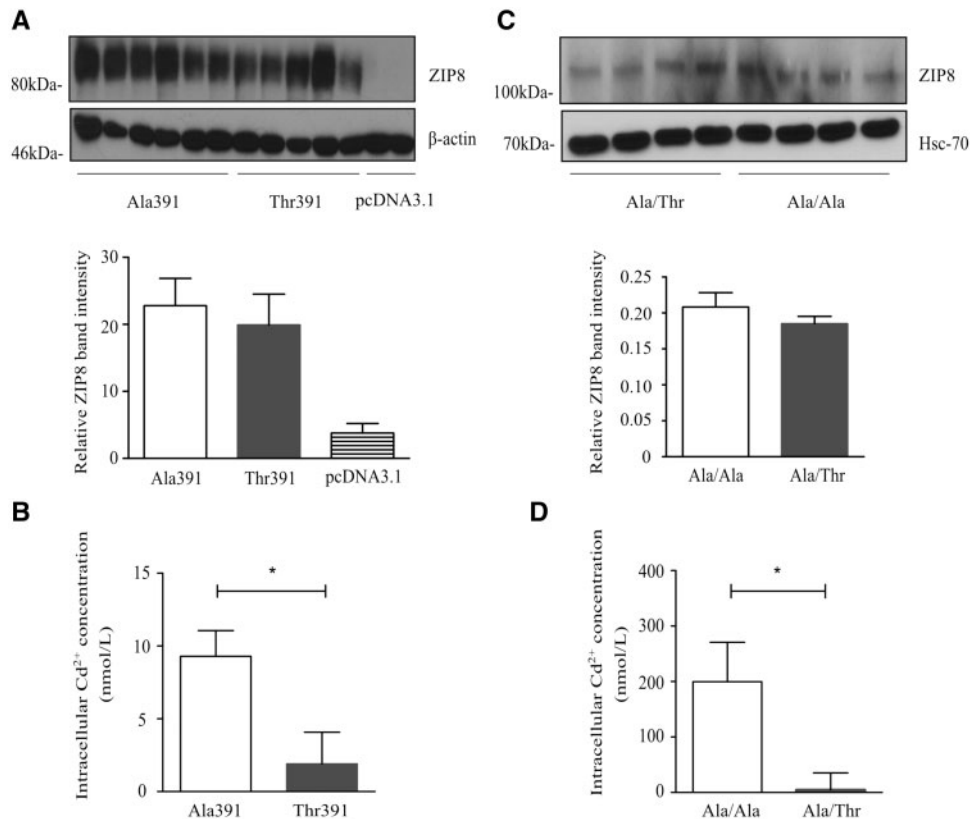 A
80kDa-
ZIP8
46kDa-
β-actin
Ala391 Thr391 pcDNA3.1
Relative ZIP8 band intensity
30
20
10
0
Ala391 Thr391 pcDNA3.1
B
Intracellular Cd²⁺ concentration
(nmol/L)
15
10
5
0
*
Ala391 Thr391
C
100kDa-
ZIP8
70kDa-
Hsc-70
Ala/Thr Ala/Ala
Relative ZIP8 band intensity
0.25
0.20
0.15
0.10
0.05
0.00
Ala/Ala Ala/Thr
D
Intracellular Cd²⁺ concentration
(nmol/L)
400
300
200
100
0
*
Ala/Ala Ala/Thr